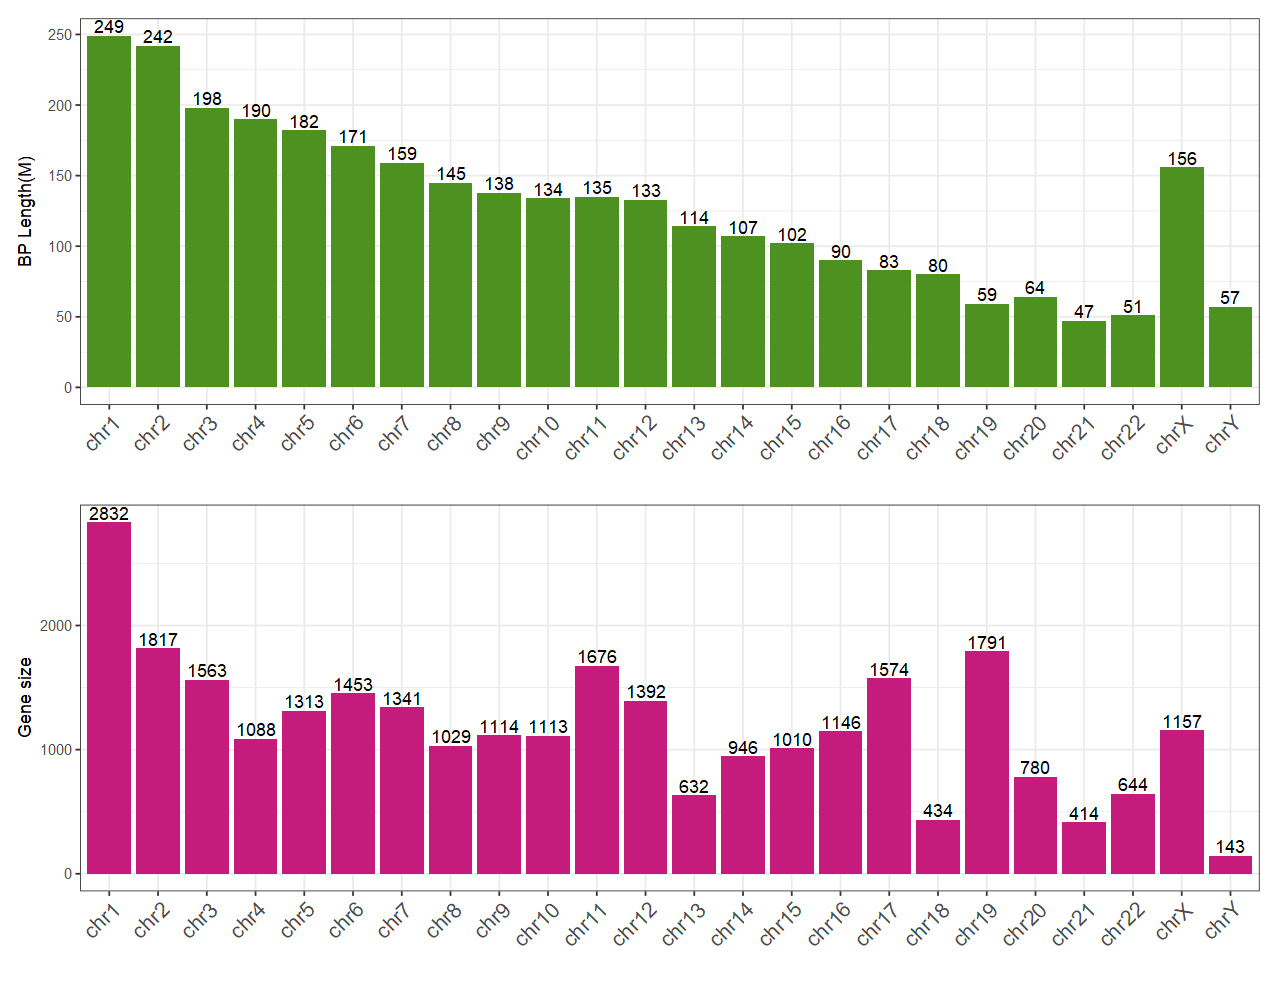 BP Length(M)
250
200
150
100
50
0
249 242 198 190 182 171 159 145 138 134 135 133 114 107 102 90 83 80 59 64 47 51 156 57
chr1 chr2 chr3 chr4 chr5 chr6 chr7 chr8 chr9 chr10 chr11 chr12 chr13 chr14 chr15 chr16 chr17 chr18 chr19 chr20 chr21 chr22 chrX chrY
Gene size
2000
1000
0
2832 1817 1563 1088 1313 1453 1341 1029 1114 1113 1676 1392 632 946 1010 1146 1574 434 1791 780 414 644 1157 143
chr1 chr2 chr3 chr4 chr5 chr6 chr7 chr8 chr9 chr10 chr11 chr12 chr13 chr14 chr15 chr16 chr17 chr18 chr19 chr20 chr21 chr22 chrX chrY